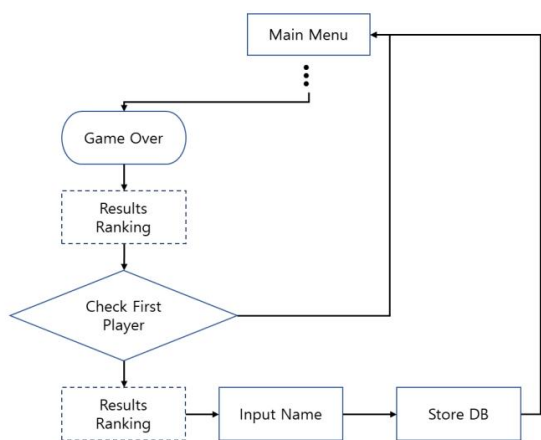 Main Menu
Game Over
Results
Ranking
Check First
Player
Results
Ranking
Input Name
Store DB